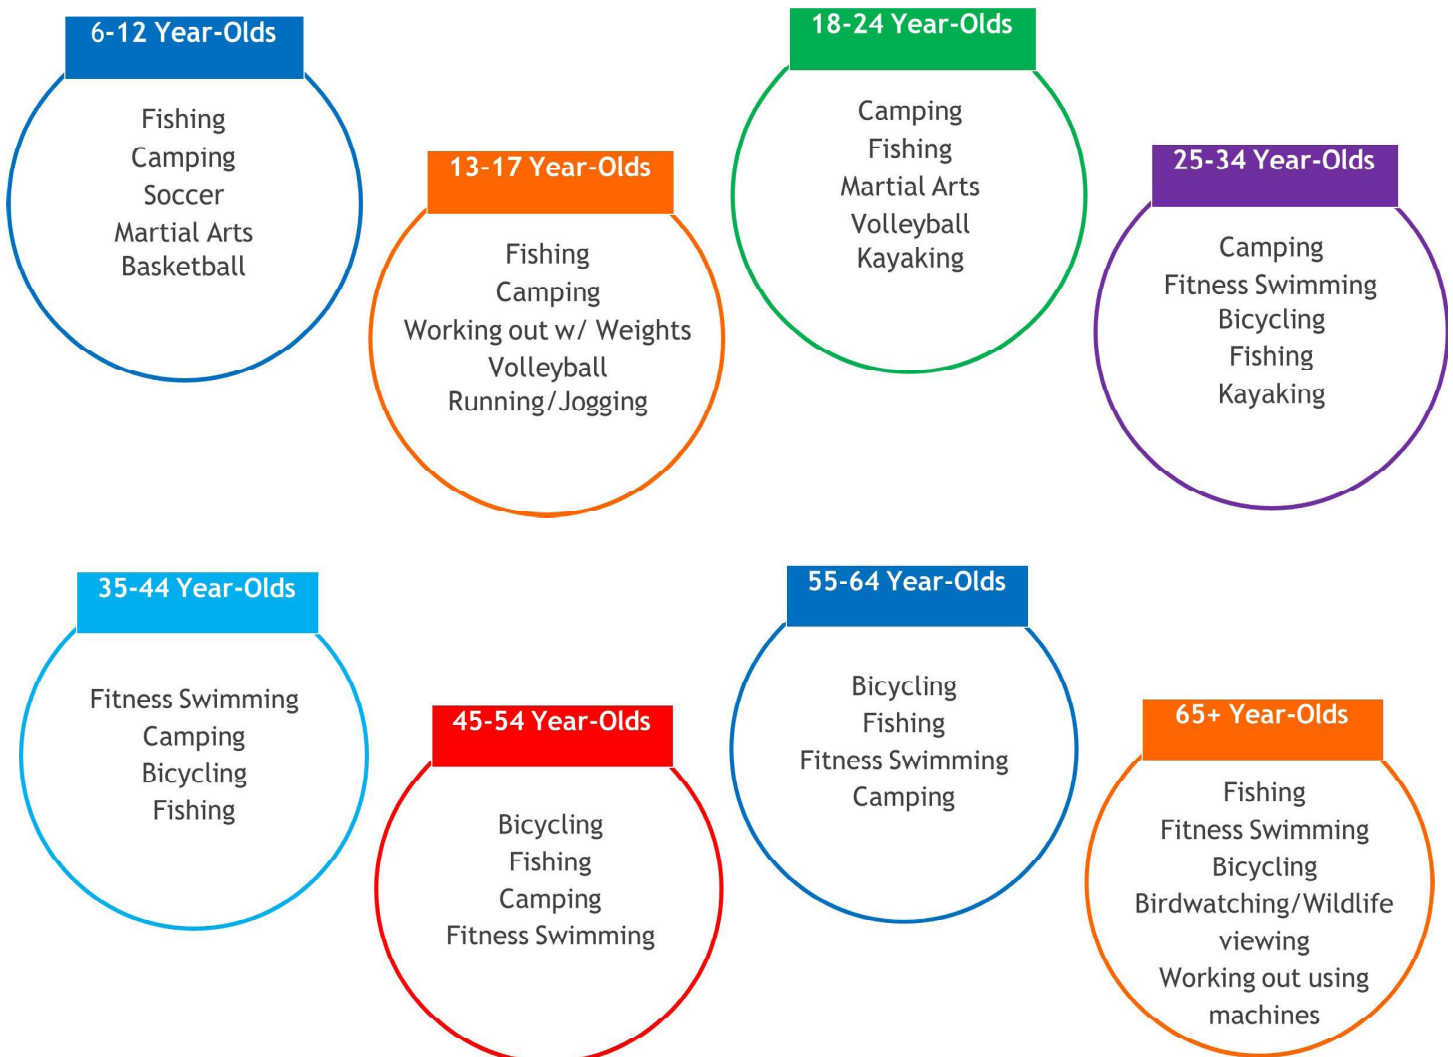 6-12 Year-Olds
Fishing
Camping
Soccer
Martial Arts
Basketball
13-17 Year-Olds
Fishing
Camping
Working out w/ Weights
Volleyball
Running/Jogging
18-24 Year-Olds
Camping
Fishing
Martial Arts
Volleyball
Kayaking
25-34 Year-Olds
Camping
Fitness Swimming
Bicycling
Fishing
Kayaking
35-44 Year-Olds
Fitness Swimming
Camping
Bicycling
Fishing
45-54 Year-Olds
Bicycling
Fishing
Camping
Fitness Swimming
55-64 Year-Olds
Bicycling
Fishing
Fitness Swimming
Camping
65+ Year-Olds
Fishing
Fitness Swimming
Bicycling
Birdwatching/Wildlife
viewing
Working out using
machines